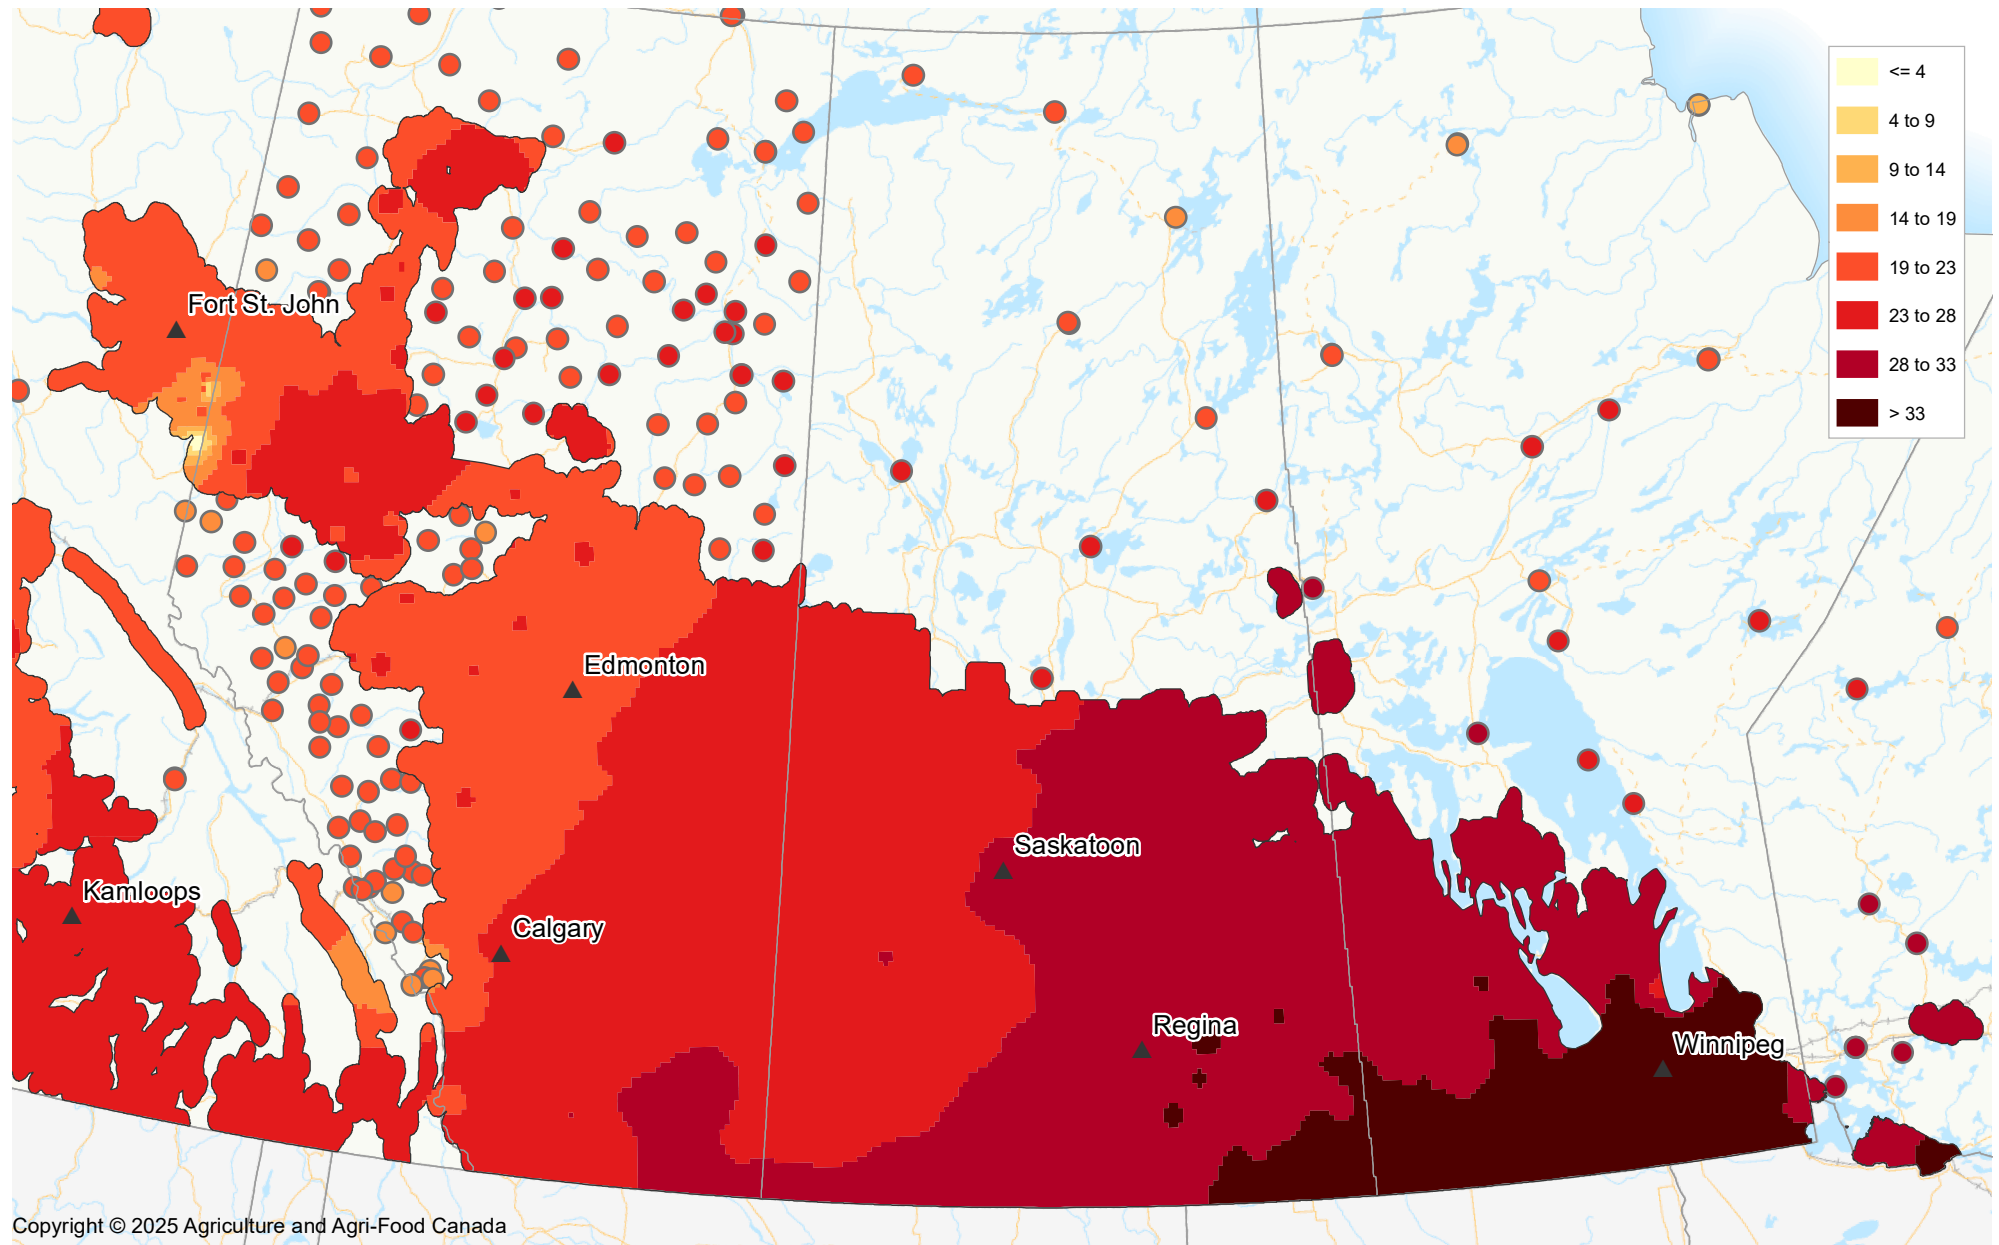 <= 4
4 to 9
9 to 14
14 to 19
19 to 23
23 to 28
28 to 33
> 33
Fort St. John
Edmonton
Saskatoon
Kamloops
Calgary
Regina
Winnipeg
Copyright © 2025 Agriculture and Agri-Food Canada